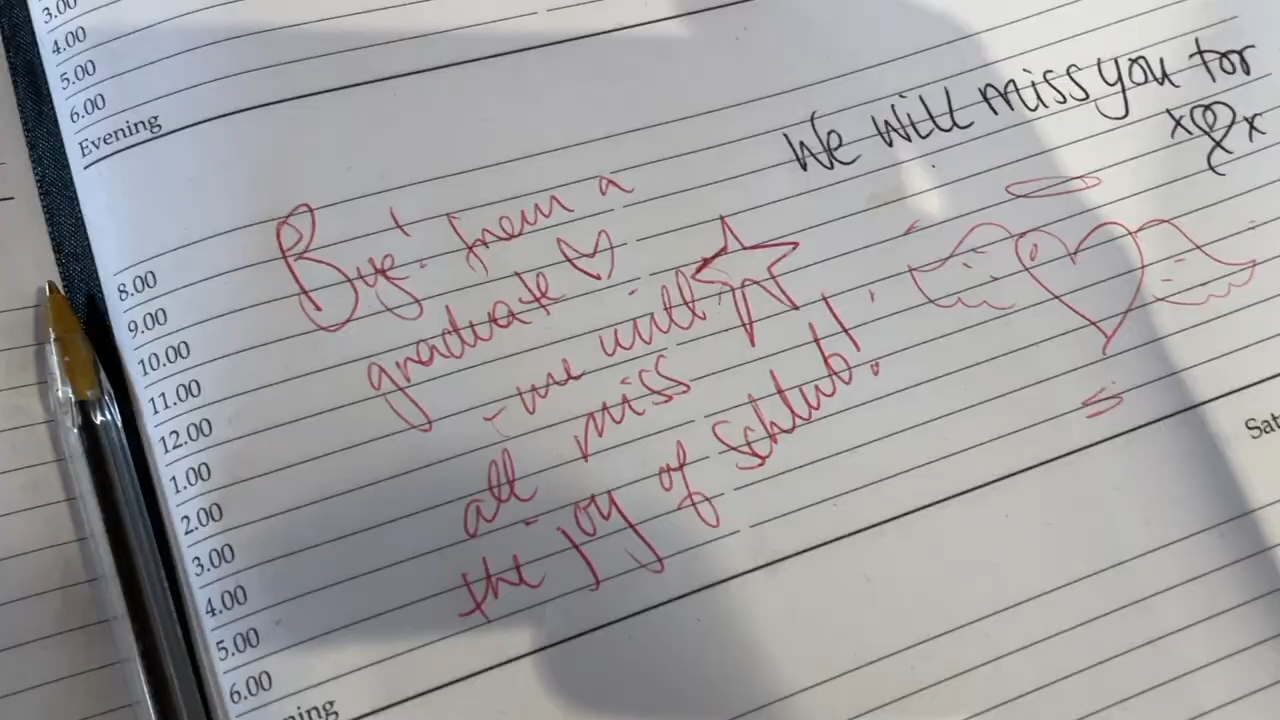 3.00
4.00
5.00
6.00
Evening
We will miss you for
x x
8.00
9.00
10.00
11.00
12.00
1.00
2.00
3.00
4.00
5.00
6.00
Bye! from a
graduate
- we will
all miss
the joy of Schlub!
Sat
ning